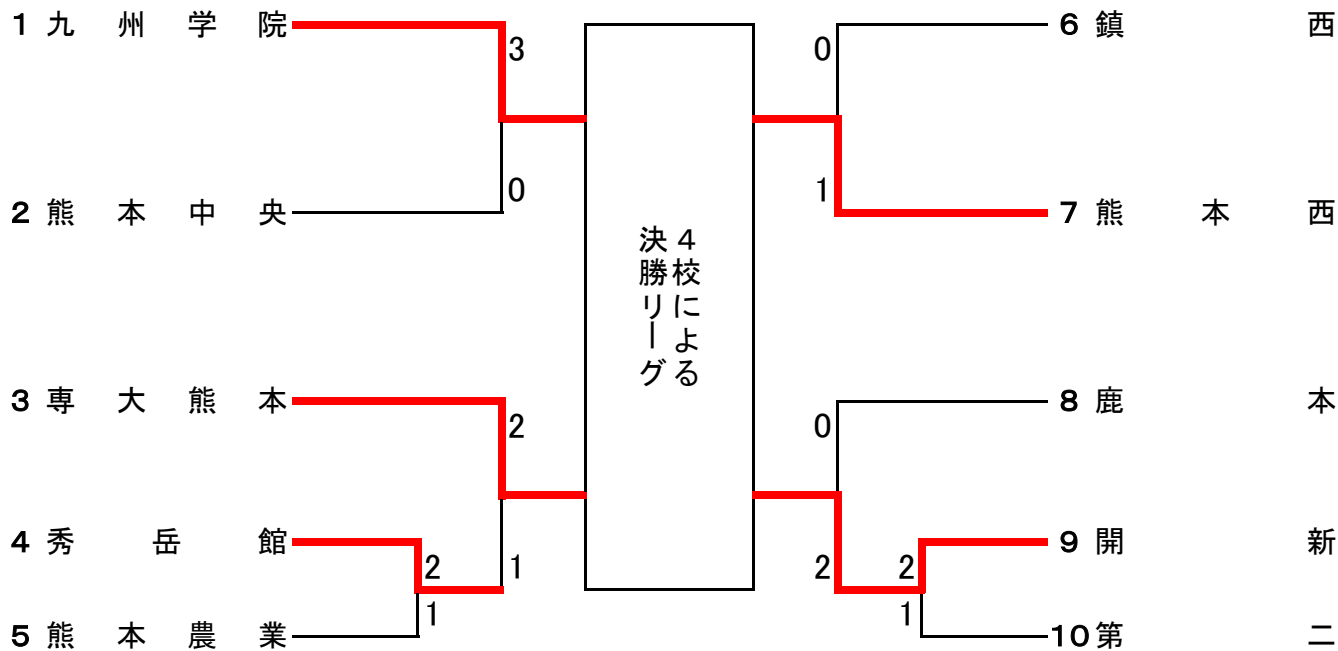 1 九州学院
3
0
2 熊本中央
3 専大熊本
2
4 秀岳館
2
1
1
5 熊本農業
4校による
決勝リーグ
6 鎮西
0
1
7 熊本西
8 鹿本
0
9 開新
2
2
1
10 第二